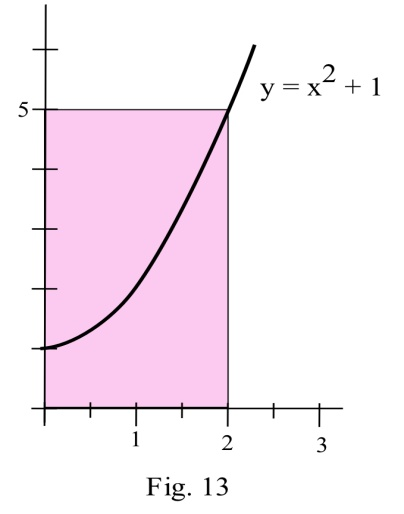 y = x² + 1
5
1
2
3
Fig. 13